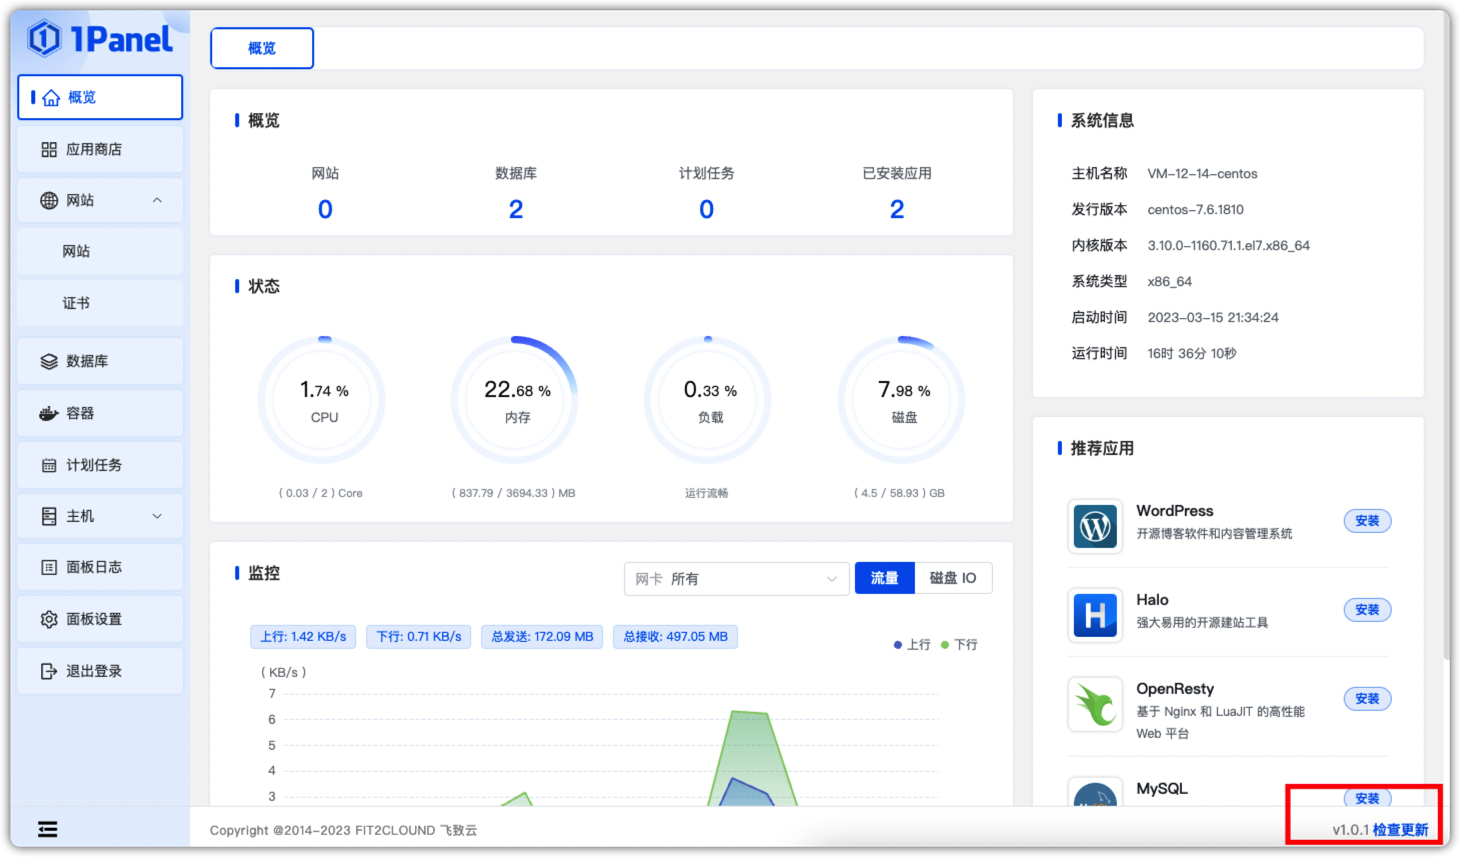 1Panel
概览
应用商店
网站
网站
证书
数据库
容器
计划任务
主机
面板日志
面板设置
退出登录
概览
概览
网站
数据库
计划任务
已安装应用
0
2
0
2
状态
1.74 %
CPU
( 0.03 / 2 ) Core
22.68 %
内存
( 837.79 / 3694.33 ) MB
0.33 %
负载
运行流畅
7.98 %
磁盘
( 4.5 / 58.93 ) GB
监控
网卡 所有
流量
磁盘 IO
上行: 1.42 KB/s
下行: 0.71 KB/s
总发送: 172.09 MB
总接收: 497.05 MB
上行
下行
( KB/s )
7
6
5
4
3
系统信息
主机名称 VM-12-14-centos
发行版本 centos-7.6.1810
内核版本 3.10.0-1160.71.1.el7.x86_64
系统类型 x86_64
启动时间 2023-03-15 21:34:24
运行时间 16时 36分 10秒
推荐应用
WordPress
开源博客软件和内容管理系统
安装
Halo
强大易用的开源建站工具
安装
OpenResty
基于 Nginx 和 LuaJIT 的高性能
Web 平台
安装
MySQL
安装
Copyright @2014-2023 FIT2CLOUND 飞致云
v1.0.1 检查更新